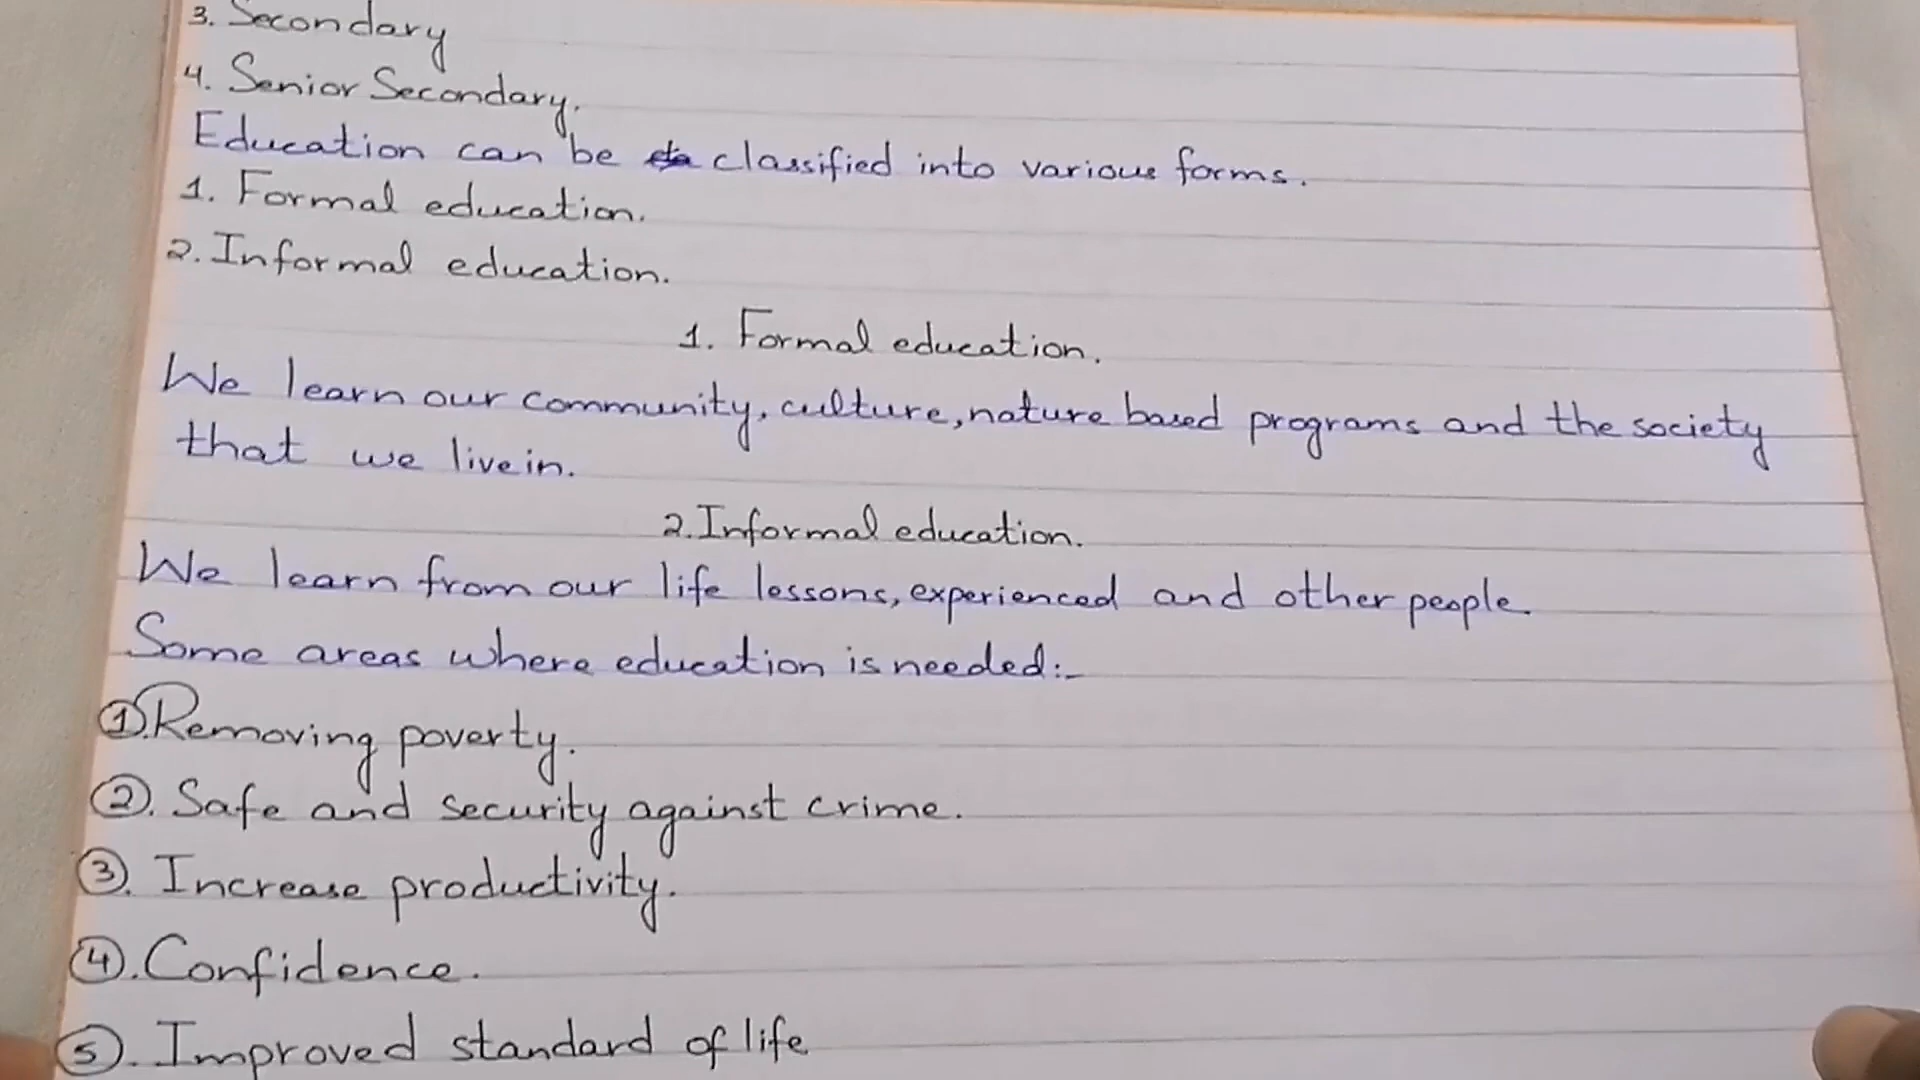 3. Secondary
4. Senior Secondary.
Education can be classified into various forms.
1. Formal education.
2. Informal education.
1. Formal education.
We learn our community, culture, nature based programs and the society
that we live in.
2. Informal education.
We learn from our life lessons, experienced and other people.
Some areas where education is needed:-
①. Removing poverty.
②. Safe and security against crime.
③. Increase productivity.
④. Confidence.
⑤. Improved standard of life